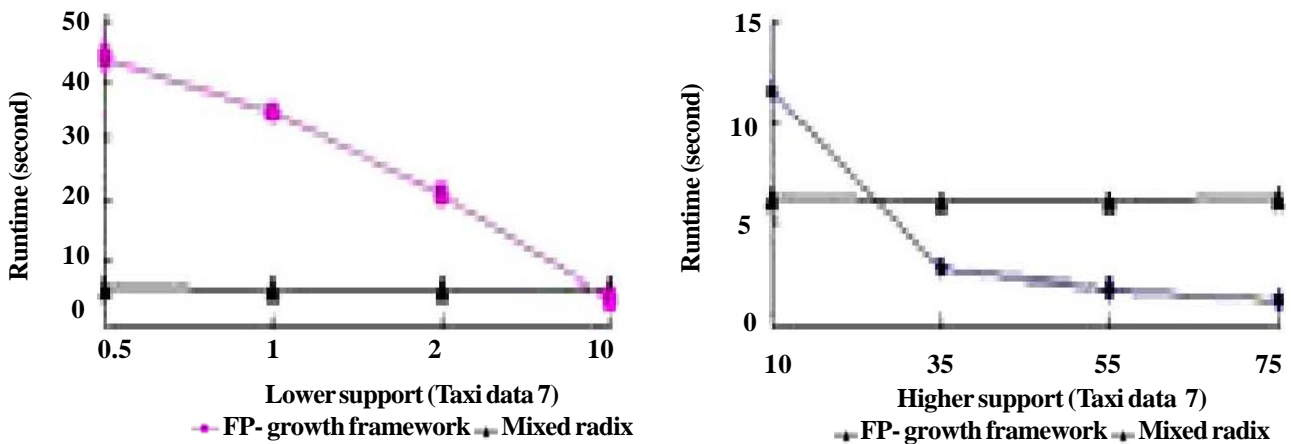 50
40
30
20
10
0
Runtime (second)
0.5 1 2 10
Lower support (Taxi data 7)
FP- growth framework Mixed radix
15
10
5
0
Runtime (second)
10 35 55 75
Higher support (Taxi data 7)
FP- growth framework Mixed radix